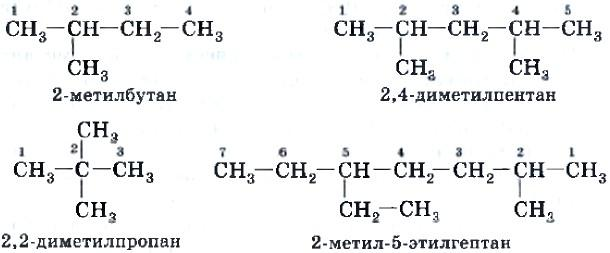 1 2 3 4
CH₃—CH—CH₂—CH₃
CH₃
2-метилбутан
1 2 3 4 5
CH₃—CH—CH₂—CH—CH₃
CH₃ CH₃
2,4-диметилпентан
CH₃
1 2 3
CH₃—C—CH₃
CH₃
2,2-диметилпропан
7 6 5 4 3 2 1
CH₃—CH₂—CH—CH₂—CH₂—CH—CH₃
CH₂—CH₃ CH₃
2-метил-5-этилгептан